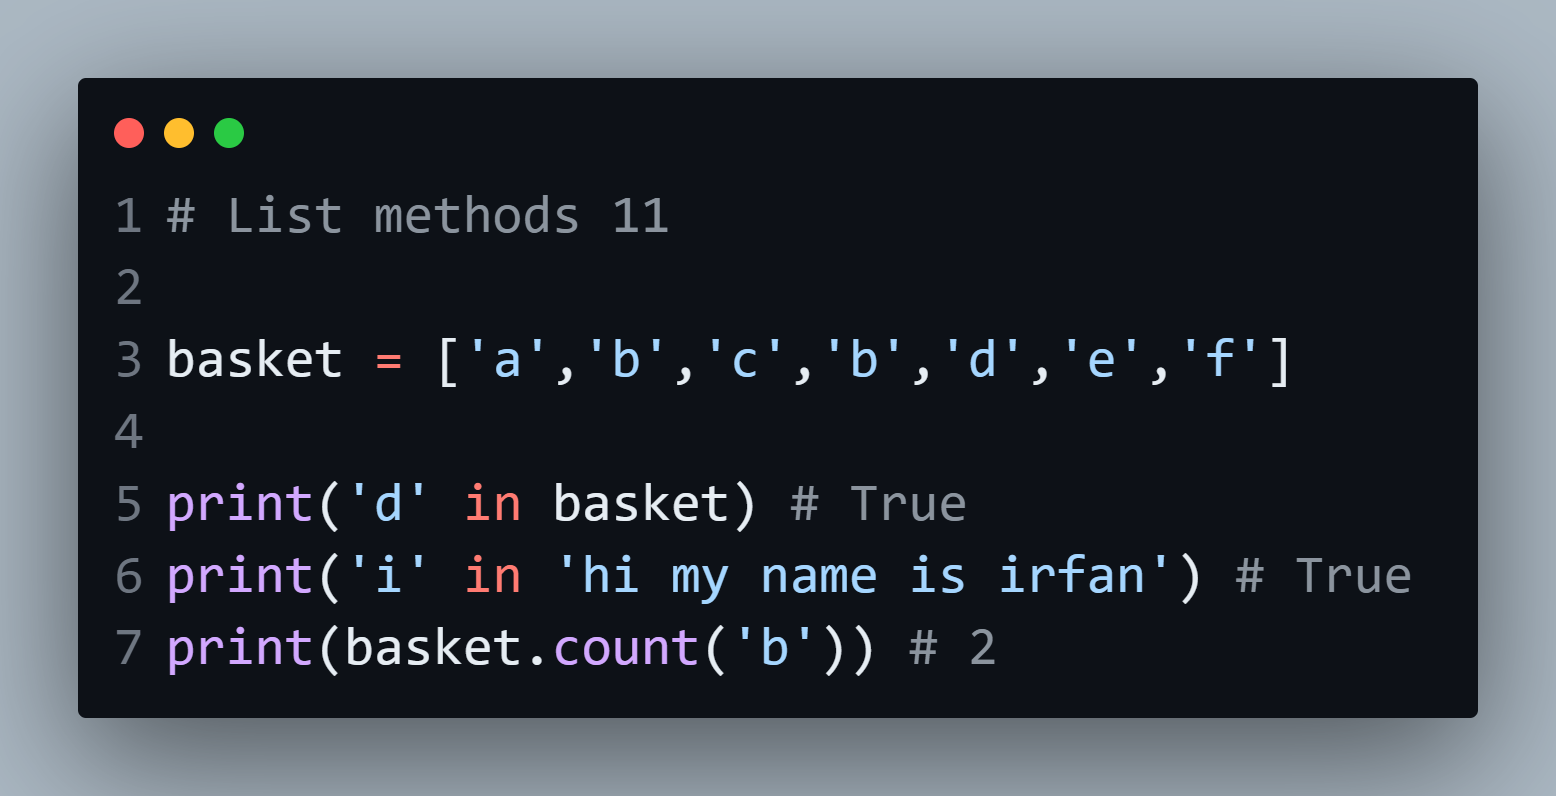 1 # List methods 11
2
3 basket = ['a','b','c','b','d','e','f']
4
5 print('d' in basket) # True
6 print('i' in 'hi my name is irfan') # True
7 print(basket.count('b')) # 2